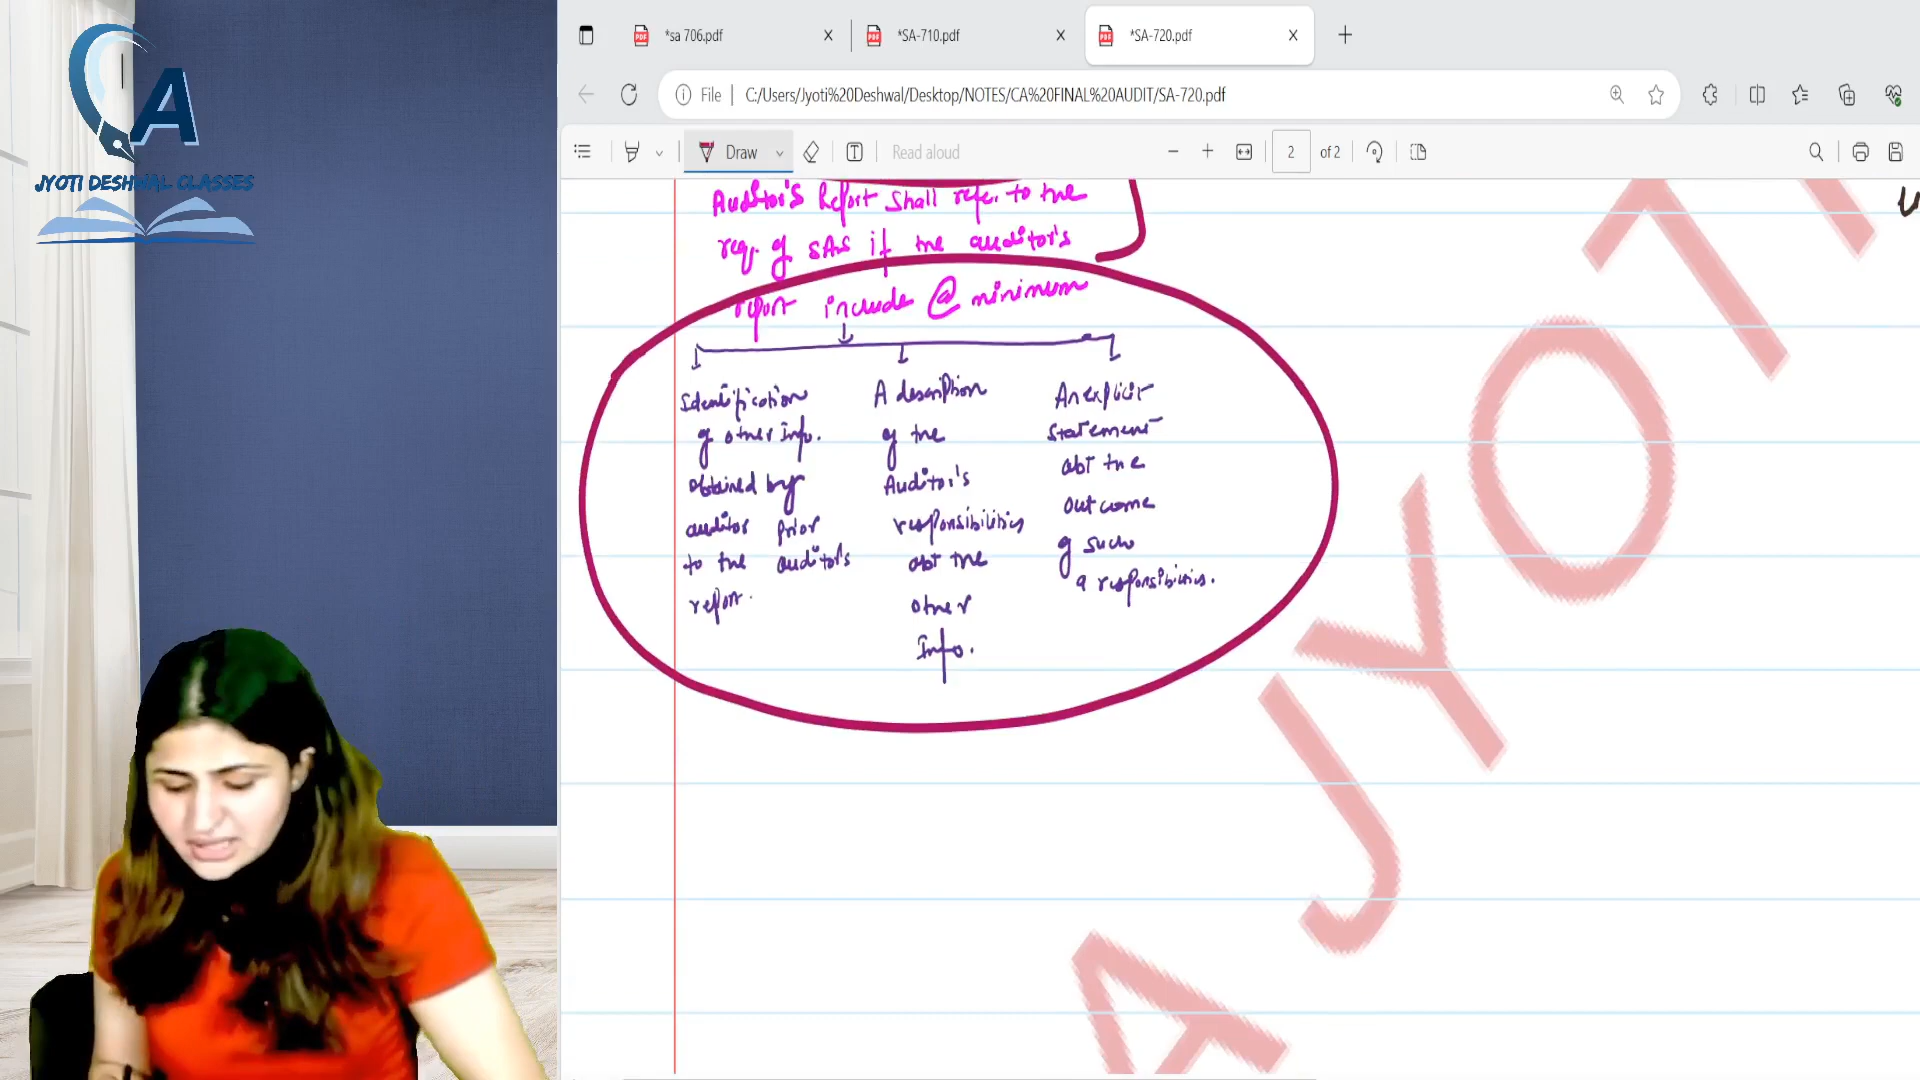 *sa 706.pdf
*SA-710.pdf
*SA-720.pdf
File
C:/Users/Jyoti%20Deshwal/Desktop/NOTES/CA%20FINAL%20AUDIT/SA-720.pdf
Draw
Read aloud
2
of 2
CA
JYOTI DESHWAL CLASSES
Auditor's Report shall refe. to the
req. of SAs if the auditor's
report include @ minimum
Identification
of other info.
obtained by
auditor prior
to the auditor's
report.
A description
of the
Auditor's
responsibilities
abt the
other
Info.
An explicit
statement
abt the
outcome
of such
a responsibilities.
A JYOTI